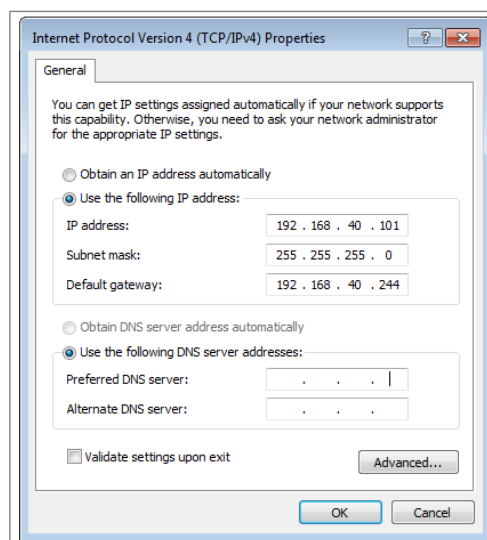 Internet Protocol Version 4 (TCP/IPv4) Properties
General
You can get IP settings assigned automatically if your network supports
this capability. Otherwise, you need to ask your network administrator
for the appropriate IP settings.
Obtain an IP address automatically
Use the following IP address:
IP address: 192 . 168 . 40 . 101
Subnet mask: 255 . 255 . 255 . 0
Default gateway: 192 . 168 . 40 . 244
Obtain DNS server address automatically
Use the following DNS server addresses:
Preferred DNS server: . . .
Alternate DNS server: . . .
Validate settings upon exit
Advanced...
OK Cancel